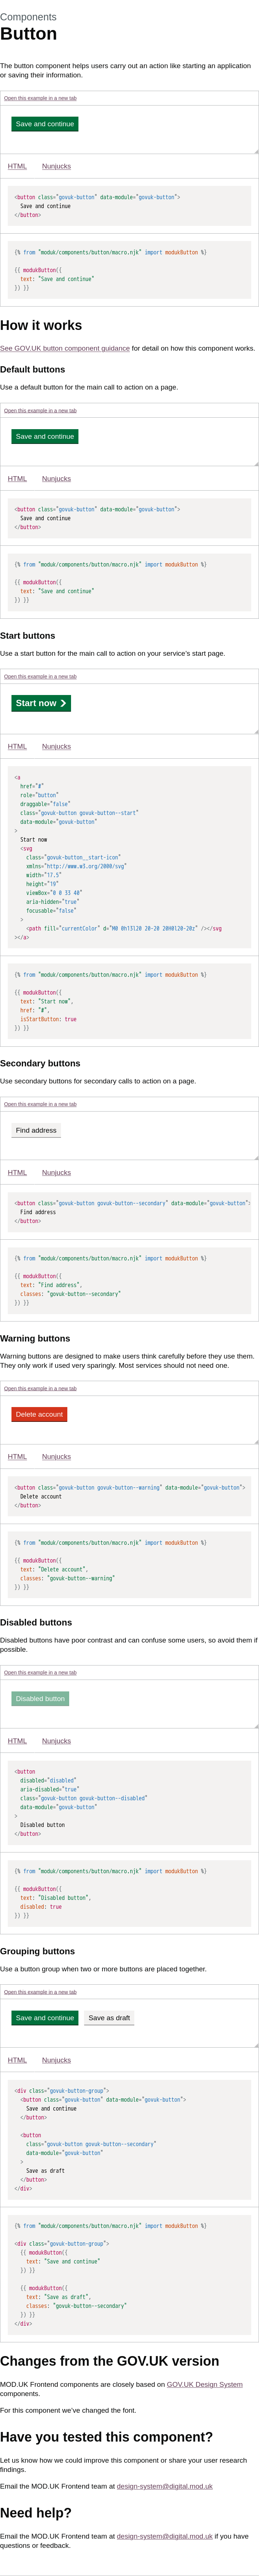 Components
Button
The button component helps users carry out an action like starting an application
or saving their information.
Open this example in a new tab
Save and continue
HTML Nunjucks
<button class="govuk-button" data-module="govuk-button">
  Save and continue
</button>
{% from "moduk/components/button/macro.njk" import modukButton %}
{{ modukButton({
  text: "Save and continue"
}) }}
How it works
See GOV.UK button component guidance for detail on how this component works.
Default buttons
Use a default button for the main call to action on a page.
Open this example in a new tab
Save and continue
HTML Nunjucks
<button class="govuk-button" data-module="govuk-button">
  Save and continue
</button>
{% from "moduk/components/button/macro.njk" import modukButton %}
{{ modukButton({
  text: "Save and continue"
}) }}
Start buttons
Use a start button for the main call to action on your service's start page.
Open this example in a new tab
Start now
HTML Nunjucks
<a
  href="#"
  role="button"
  draggable="false"
  class="govuk-button govuk-button--start"
  data-module="govuk-button"
>
  Start now
  <svg
    class="govuk-button__start-icon"
    xmlns="http://www.w3.org/2000/svg"
    width="17.5"
    height="19"
    viewBox="0 0 33 40"
    aria-hidden="true"
    focusable="false"
  >
    <path fill="currentColor" d="M0 0h13l20 20-20 20H0l20-20z" /></svg
></a>
{% from "moduk/components/button/macro.njk" import modukButton %}
{{ modukButton({
  text: "Start now",
  href: "#",
  isStartButton: true
}) }}
Secondary buttons
Use secondary buttons for secondary calls to action on a page.
Open this example in a new tab
Find address
HTML Nunjucks
<button class="govuk-button govuk-button--secondary" data-module="govuk-button">
  Find address
</button>
{% from "moduk/components/button/macro.njk" import modukButton %}
{{ modukButton({
  text: "Find address",
  classes: "govuk-button--secondary"
}) }}
Warning buttons
Warning buttons are designed to make users think carefully before they use them.
They only work if used very sparingly. Most services should not need one.
Open this example in a new tab
Delete account
HTML Nunjucks
<button class="govuk-button govuk-button--warning" data-module="govuk-button">
  Delete account
</button>
{% from "moduk/components/button/macro.njk" import modukButton %}
{{ modukButton({
  text: "Delete account",
  classes: "govuk-button--warning"
}) }}
Disabled buttons
Disabled buttons have poor contrast and can confuse some users, so avoid them if
possible.
Open this example in a new tab
Disabled button
HTML Nunjucks
<button
  disabled="disabled"
  aria-disabled="true"
  class="govuk-button govuk-button--disabled"
  data-module="govuk-button"
>
  Disabled button
</button>
{% from "moduk/components/button/macro.njk" import modukButton %}
{{ modukButton({
  text: "Disabled button",
  disabled: true
}) }}
Grouping buttons
Use a button group when two or more buttons are placed together.
Open this example in a new tab
Save and continue Save as draft
HTML Nunjucks
<div class="govuk-button-group">
  <button class="govuk-button" data-module="govuk-button">
    Save and continue
  </button>
  <button
    class="govuk-button govuk-button--secondary"
    data-module="govuk-button"
  >
    Save as draft
  </button>
</div>
{% from "moduk/components/button/macro.njk" import modukButton %}
<div class="govuk-button-group">
  {{ modukButton({
    text: "Save and continue"
  }) }}
  {{ modukButton({
    text: "Save as draft",
    classes: "govuk-button--secondary"
  }) }}
</div>
Changes from the GOV.UK version
MOD.UK Frontend components are closely based on GOV.UK Design System
components.
For this component we've changed the font.
Have you tested this component?
Let us know how we could improve this component or share your user research
findings.
Email the MOD.UK Frontend team at design-system@digital.mod.uk
Need help?
Email the MOD.UK Frontend team at design-system@digital.mod.uk if you have
questions or feedback.